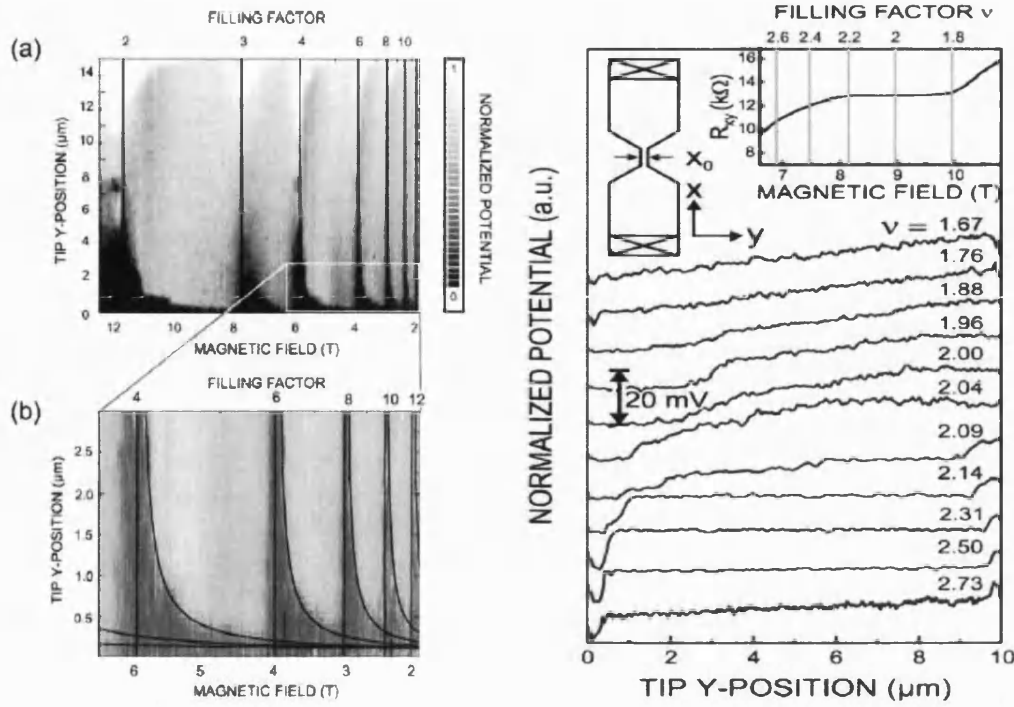 (a)
FILLING FACTOR
2 3 4 6 8 10
14
12
10
8
6
4
2
0
TIP Y-POSITION (µm)
12 10 8 6 4 2
MAGNETIC FIELD (T)
1
0
NORMALIZED POTENTIAL
(b)
FILLING FACTOR
4 6 8 10 12
2.5
2.0
1.0
0.5
TIP Y-POSITION (µm)
6 5 4 3 2
MAGNETIC FIELD (T)
FILLING FACTOR ν
2.6 2.4 2.2 2 1.8
16
14
12
10
8
Rxy (kΩ)
7 8 9 10
MAGNETIC FIELD (T)
x₀
x
y
ν = 1.67
1.76
1.88
1.96
2.00
2.04
2.09
2.14
2.31
2.50
2.73
20 mV
NORMALIZED POTENTIAL (a.u.)
0 2 4 6 8 10
TIP Y-POSITION (µm)